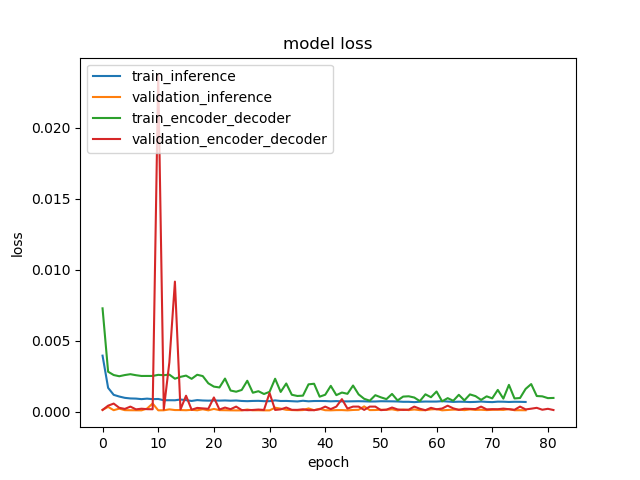 model loss
train_inference
validation_inference
train_encoder_decoder
validation_encoder_decoder
0.020
0.015
0.010
0.005
0.000
loss
0 10 20 30 40 50 60 70 80
epoch